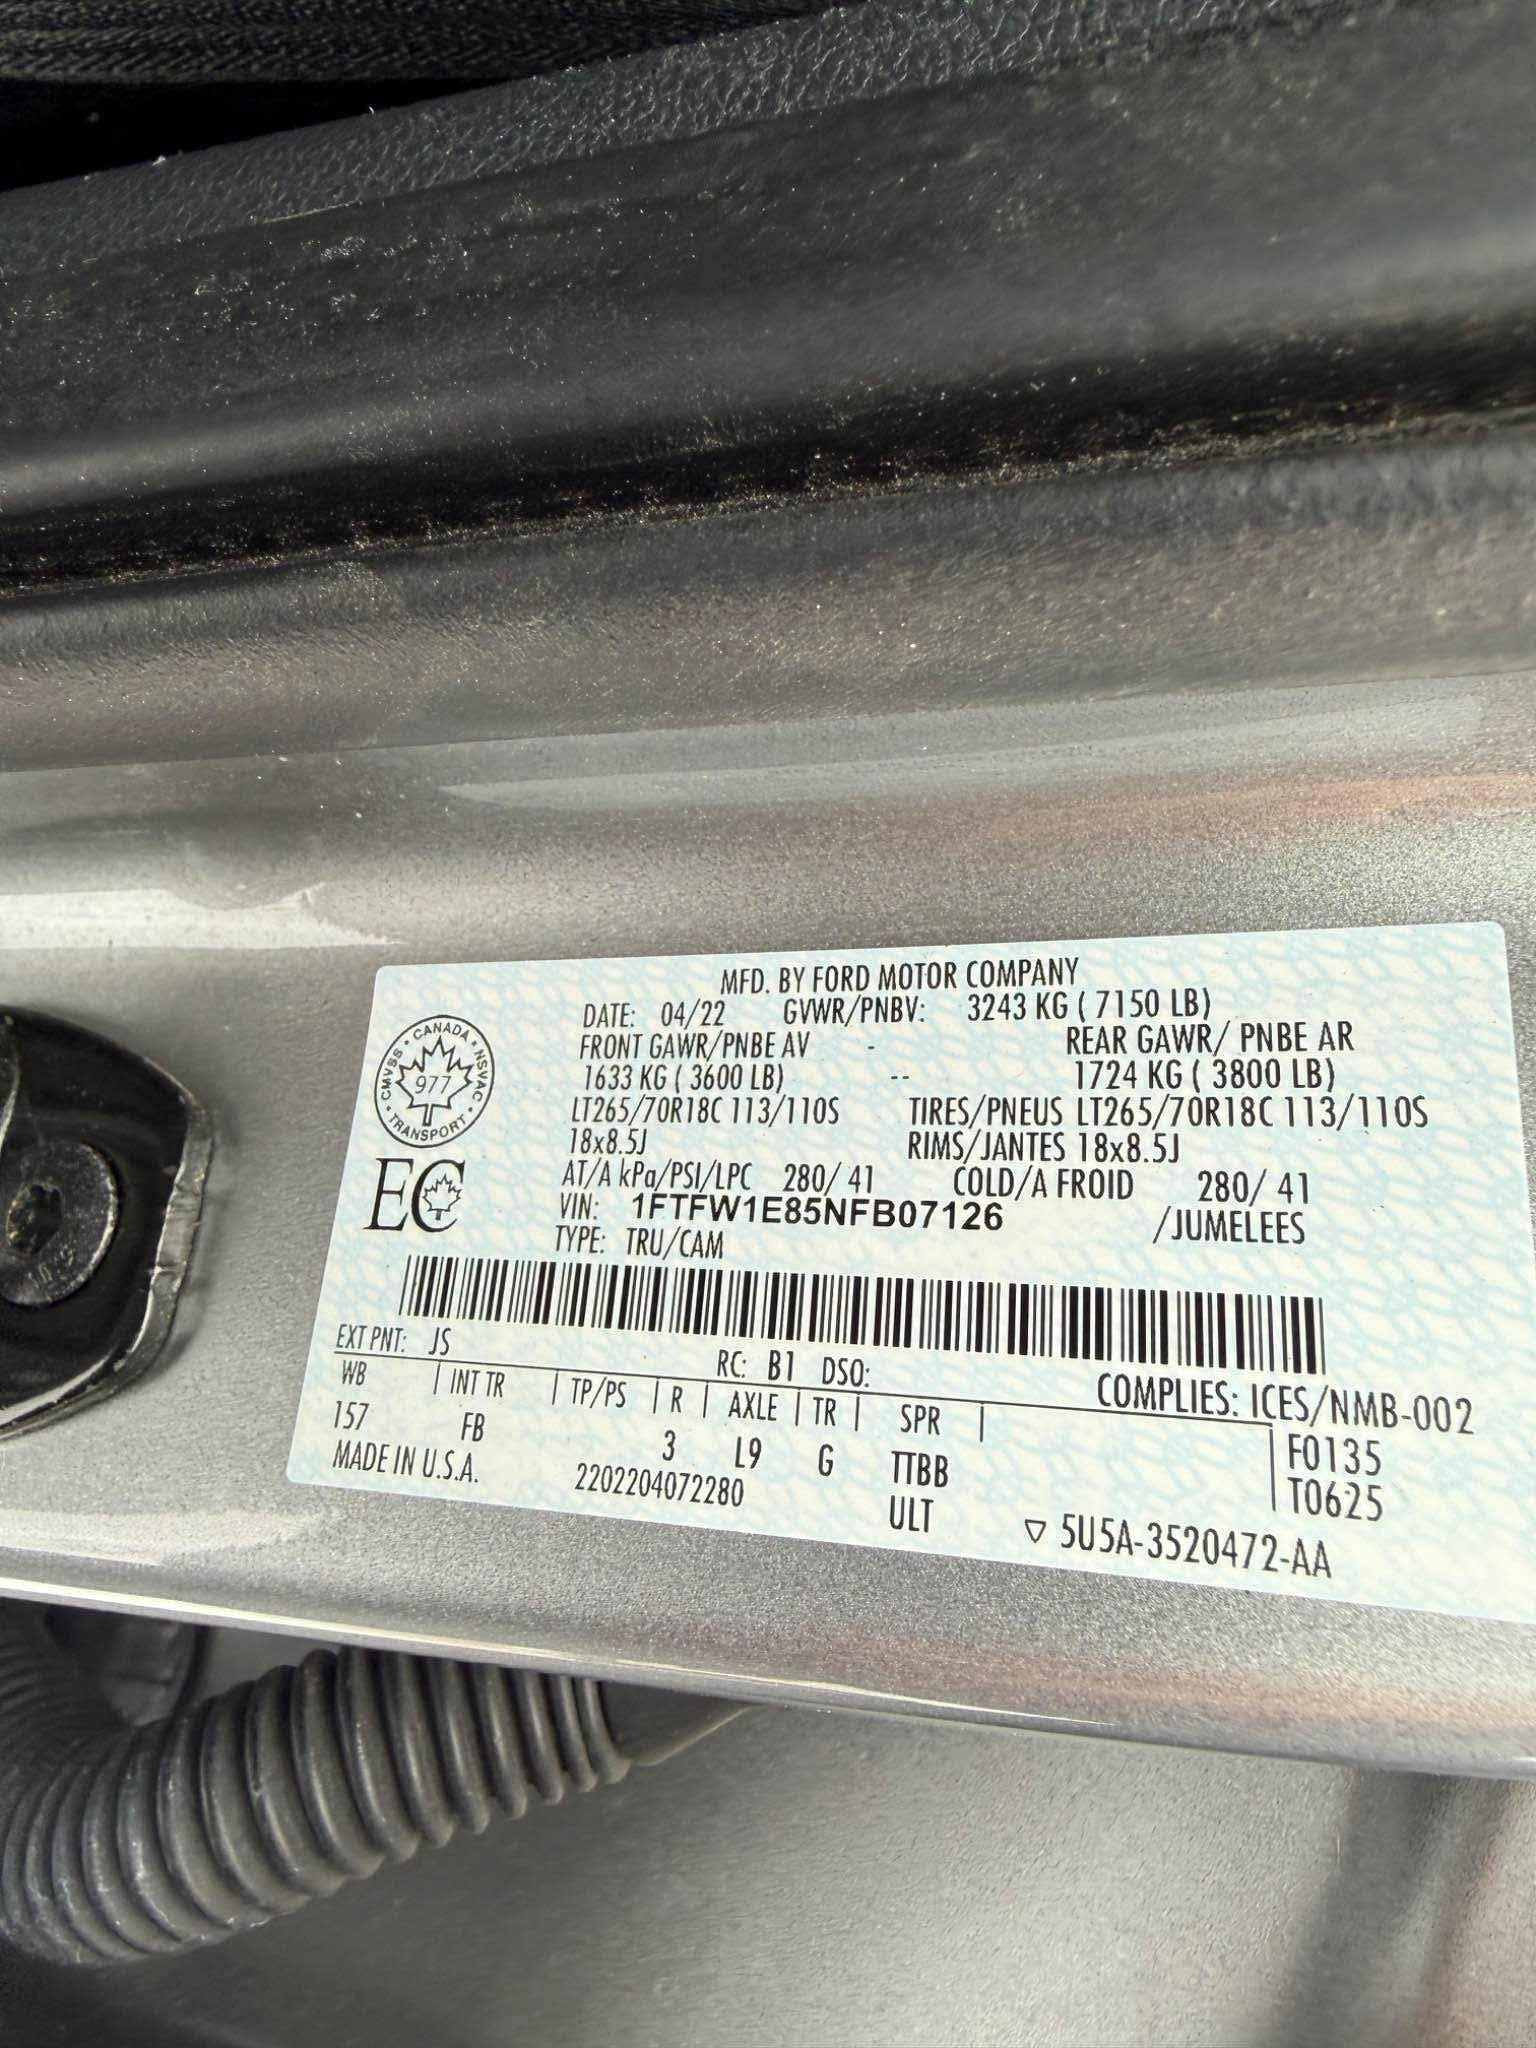 MFD. BY FORD MOTOR COMPANY
DATE: 04/22 GVWR/PNBV: 3243 KG ( 7150 LB)
FRONT GAWR/PNBE AV - REAR GAWR/ PNBE AR
1633 KG ( 3600 LB) -- 1724 KG ( 3800 LB)
LT265/70R18C 113/110S TIRES/PNEUS LT265/70R18C 113/110S
18x8.5J RIMS/JANTES 18x8.5J
AT/A kPa/PSI/LPC 280/ 41 COLD/A FROID 280/ 41
VIN: 1FTFW1E85NFB07126 /JUMELEES
TYPE: TRU/CAM
CANADA
CMVSS · NSVAC
977
TRANSPORT
EC
EXT PNT: JS RC: B1 DSO:
COMPLIES: ICES/NMB-002
WB | INT TR | TP/PS | R | AXLE | TR | SPR |
157 FB 3 L9 G TTBB F0135
MADE IN U.S.A. 2202204072280 ULT T0625
▽ 5U5A-3520472-AA